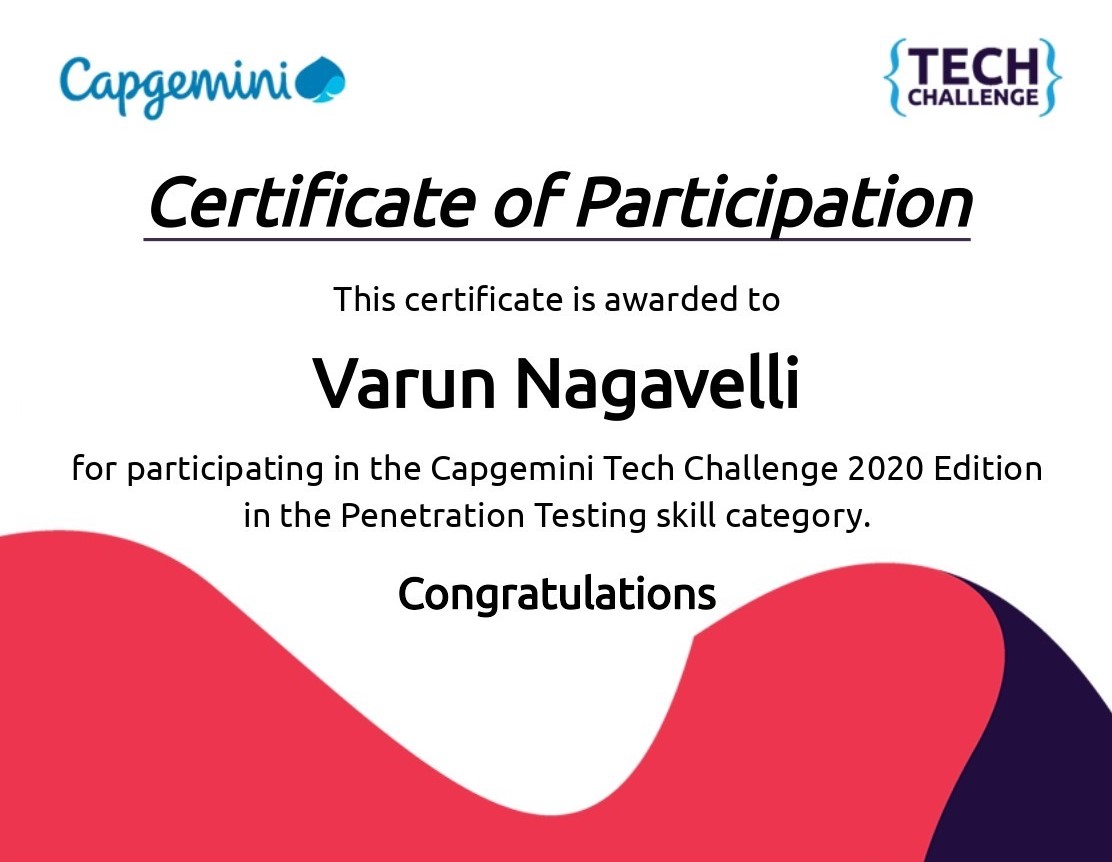 Capgemini
{TECH
CHALLENGE}
Certificate of Participation
This certificate is awarded to
Varun Nagavelli
for participating in the Capgemini Tech Challenge 2020 Edition
in the Penetration Testing skill category.
Congratulations